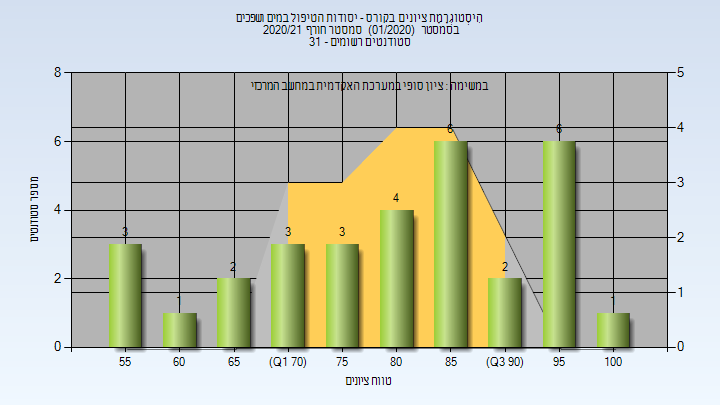 הִיסְטוֹגְרָמַת ציונים בקורס - יסודות הטיפול במים ושפכים
בסמסטר (01/2020) סמסטר חורף 2020/21
סטודנטים רשומים - 31
במשימה : ציון סופי במערכת האקדמית במחשב המרכזי
8 6 4 2 0
5 4 3 2 1 0
3 1 2 3 3 4 6 2 6 1
55 60 65 (Q1 70) 75 80 85 (Q3 90) 95 100
מספר סטודנטים
טווח ציונים